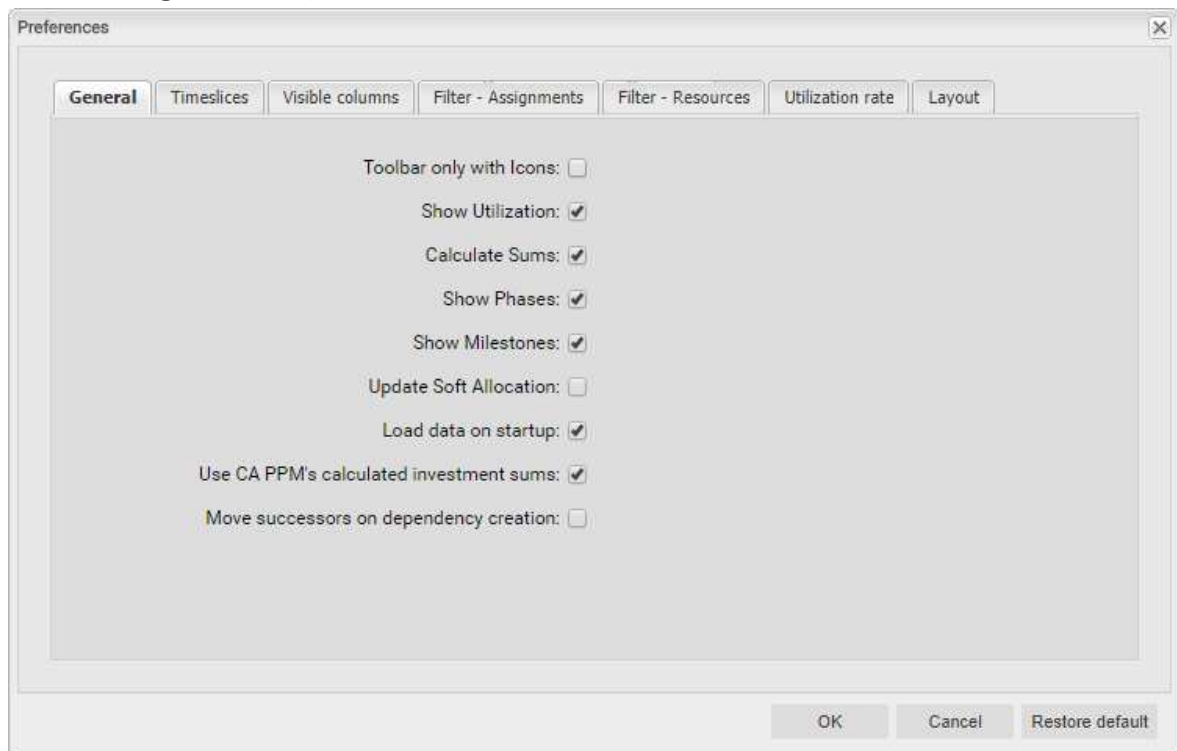 Preferences
General Timeslices Visible columns Filter - Assignments Filter - Resources Utilization rate Layout
Toolbar only with Icons:
Show Utilization:
Calculate Sums:
Show Phases:
Show Milestones:
Update Soft Allocation:
Load data on startup:
Use CA PPM's calculated investment sums:
Move successors on dependency creation:
OK Cancel Restore default